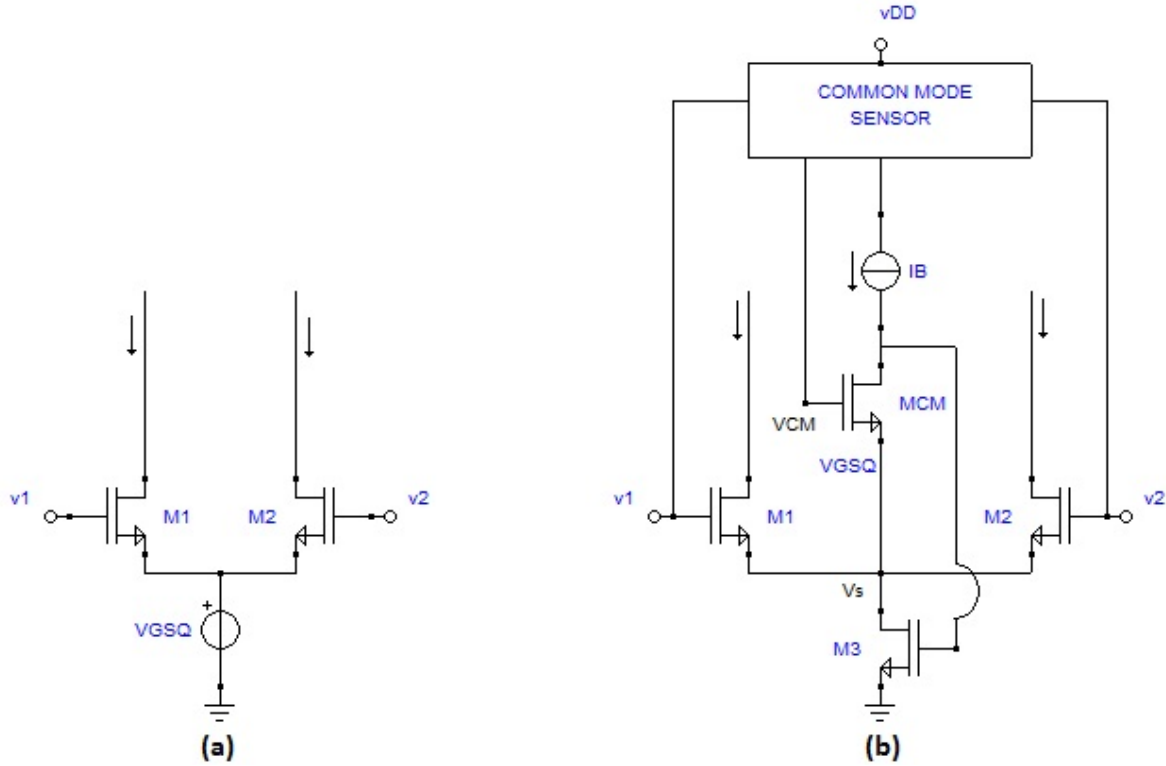 vDD
COMMON MODE
SENSOR
IB
MCM
VCM
VGSQ
v1
M1
M2
v2
v1
M1
M2
v2
VGSQ
+
Vs
M3
(a)
(b)